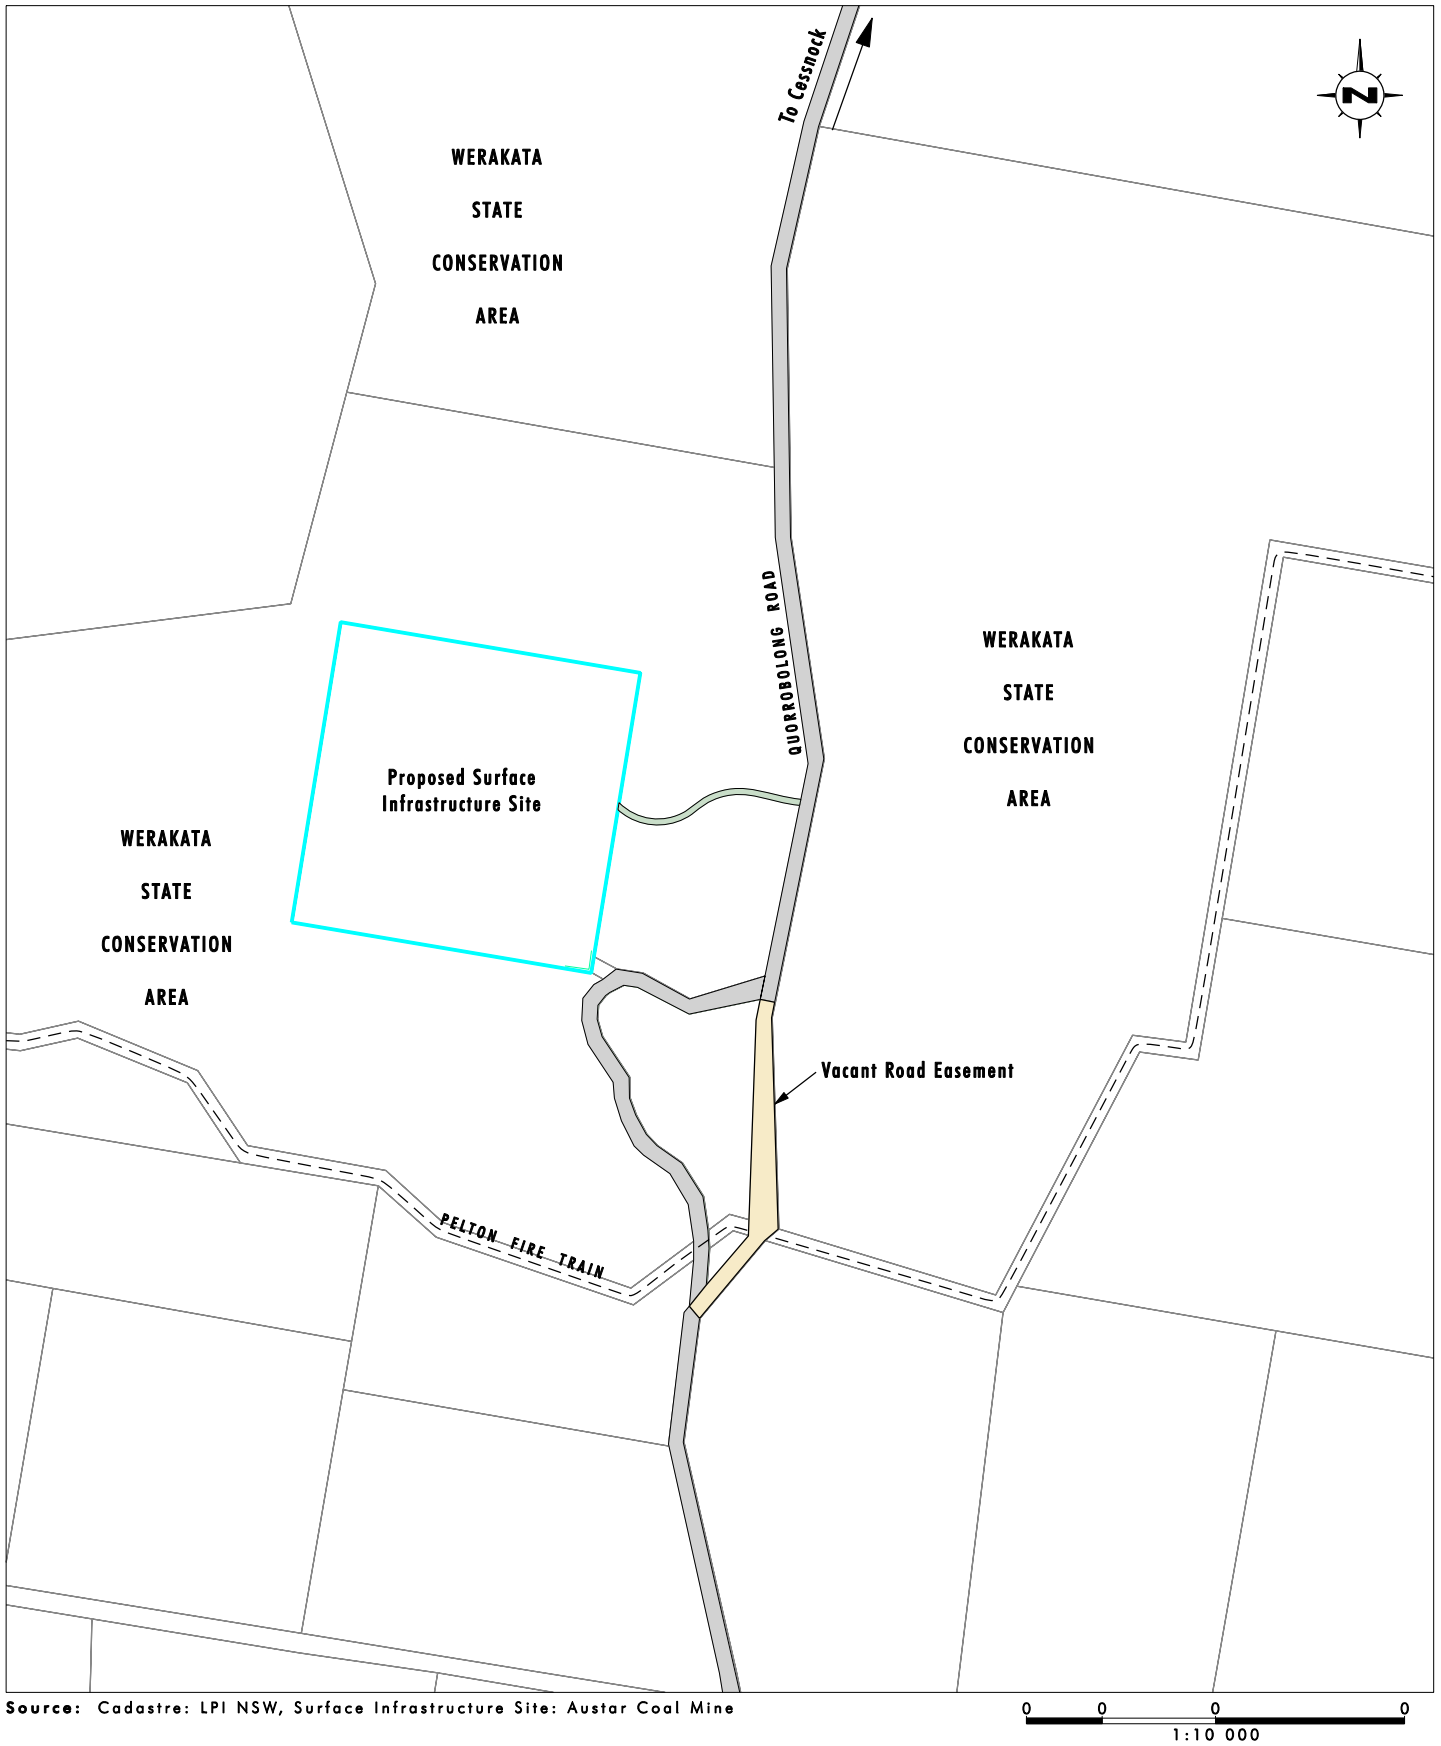 To Cessnock
N
WERAKATA
STATE
CONSERVATION
AREA
QUORROBOLONG ROAD
WERAKATA
STATE
CONSERVATION
AREA
Proposed Surface
Infrastructure Site
WERAKATA
STATE
CONSERVATION
AREA
Vacant Road Easement
PELTON FIRE TRAIN
Source: Cadastre: LPI NSW, Surface Infrastructure Site: Austar Coal Mine
0 0 0 0
1:10 000